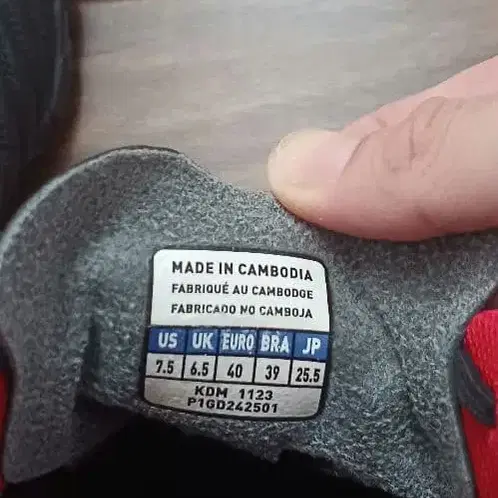 MADE IN CAMBODIA
FABRIQUÉ AU CAMBODGE
FABRICADO NO CAMBOJA
US UK EURO BRA JP
7.5 6.5 40 39 25.5
KDM 1123
P1GD242501